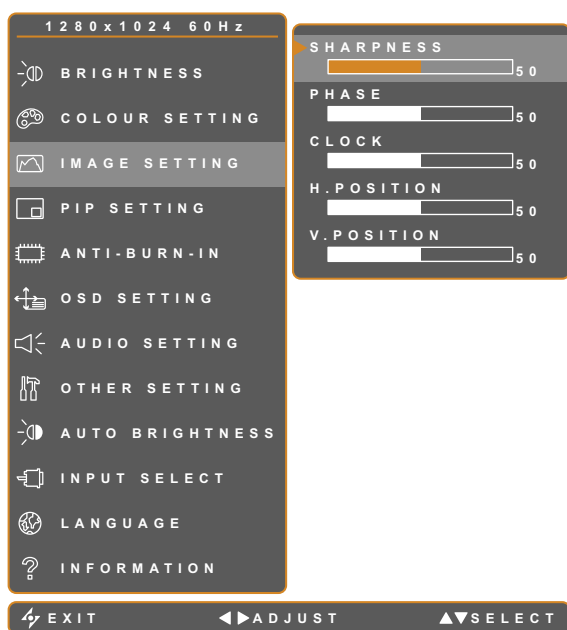 1280x1024 60Hz
BRIGHTNESS
COLOUR SETTING
IMAGE SETTING
PIP SETTING
ANTI-BURN-IN
OSD SETTING
AUDIO SETTING
OTHER SETTING
AUTO BRIGHTNESS
INPUT SELECT
LANGUAGE
INFORMATION
SHARPNESS
50
PHASE
50
CLOCK
50
H.POSITION
50
V.POSITION
50
EXIT ADJUST SELECT